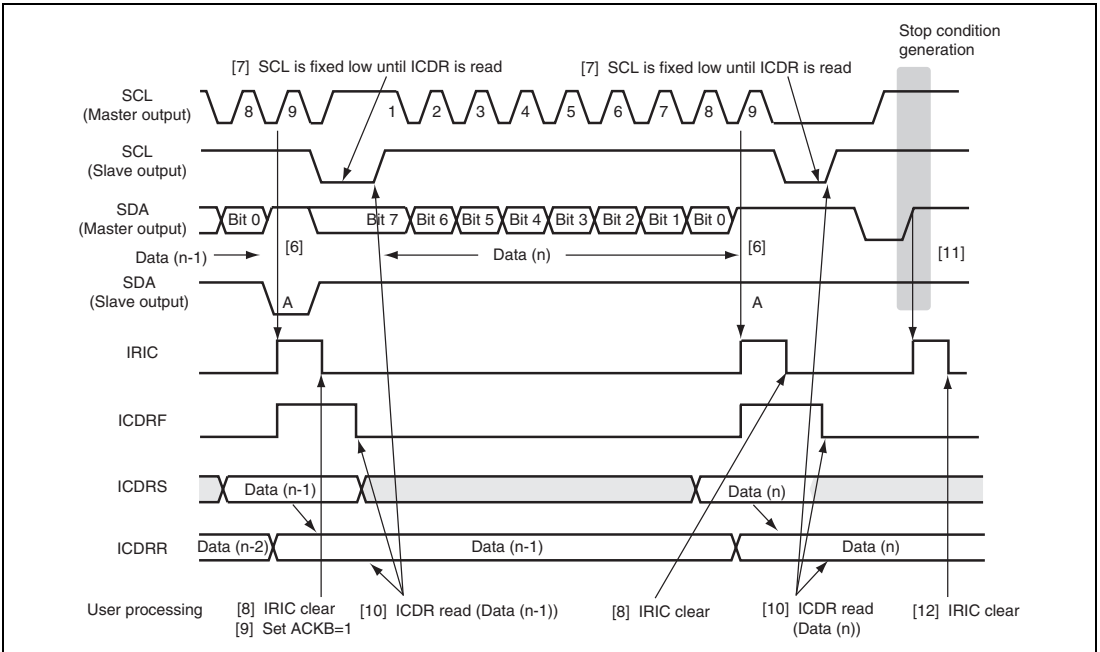 Stop condition
generation
[7] SCL is fixed low until ICDR is read
[7] SCL is fixed low until ICDR is read
SCL
(Master output)
8 9 1 2 3 4 5 6 7 8 9
SCL
(Slave output)
SDA
(Master output)
Bit 0 Bit 7 Bit 6 Bit 5 Bit 4 Bit 3 Bit 2 Bit 1 Bit 0
[6] [6] [11]
Data (n-1) Data (n)
SDA
(Slave output)
A A
IRIC
ICDRF
ICDRS
Data (n-1) Data (n)
ICDRR
Data (n-2) Data (n-1) Data (n)
User processing
[8] IRIC clear
[9] Set ACKB=1
[10] ICDR read (Data (n-1))
[8] IRIC clear
[10] ICDR read
(Data (n))
[12] IRIC clear